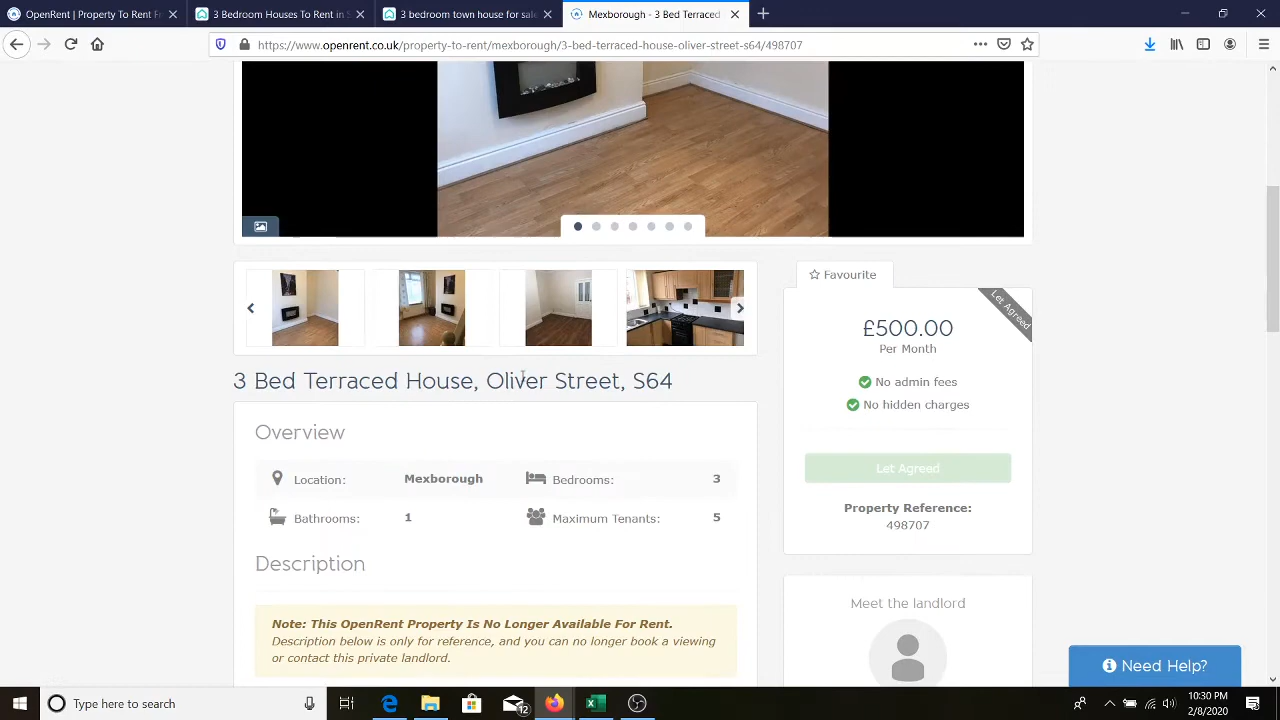 OpenRent | Property To Rent Fr
3 Bedroom Houses To Rent in S
3 bedroom town house for sale
Mexborough - 3 Bed Terraced
https://www.openrent.co.uk/property-to-rent/mexborough/3-bed-terraced-house-oliver-street-s64/498707
Favourite
Let Agreed
£500.00
Per Month
No admin fees
No hidden charges
Let Agreed
Property Reference:
498707
3 Bed Terraced House, Oliver Street, S64
Overview
Location: Mexborough Bedrooms: 3
Bathrooms: 1 Maximum Tenants: 5
Description
Note: This OpenRent Property Is No Longer Available For Rent.
Description below is only for reference, and you can no longer book a viewing
or contact this private landlord.
Meet the landlord
Need Help?
Type here to search
12
10:30 PM
2/8/2020